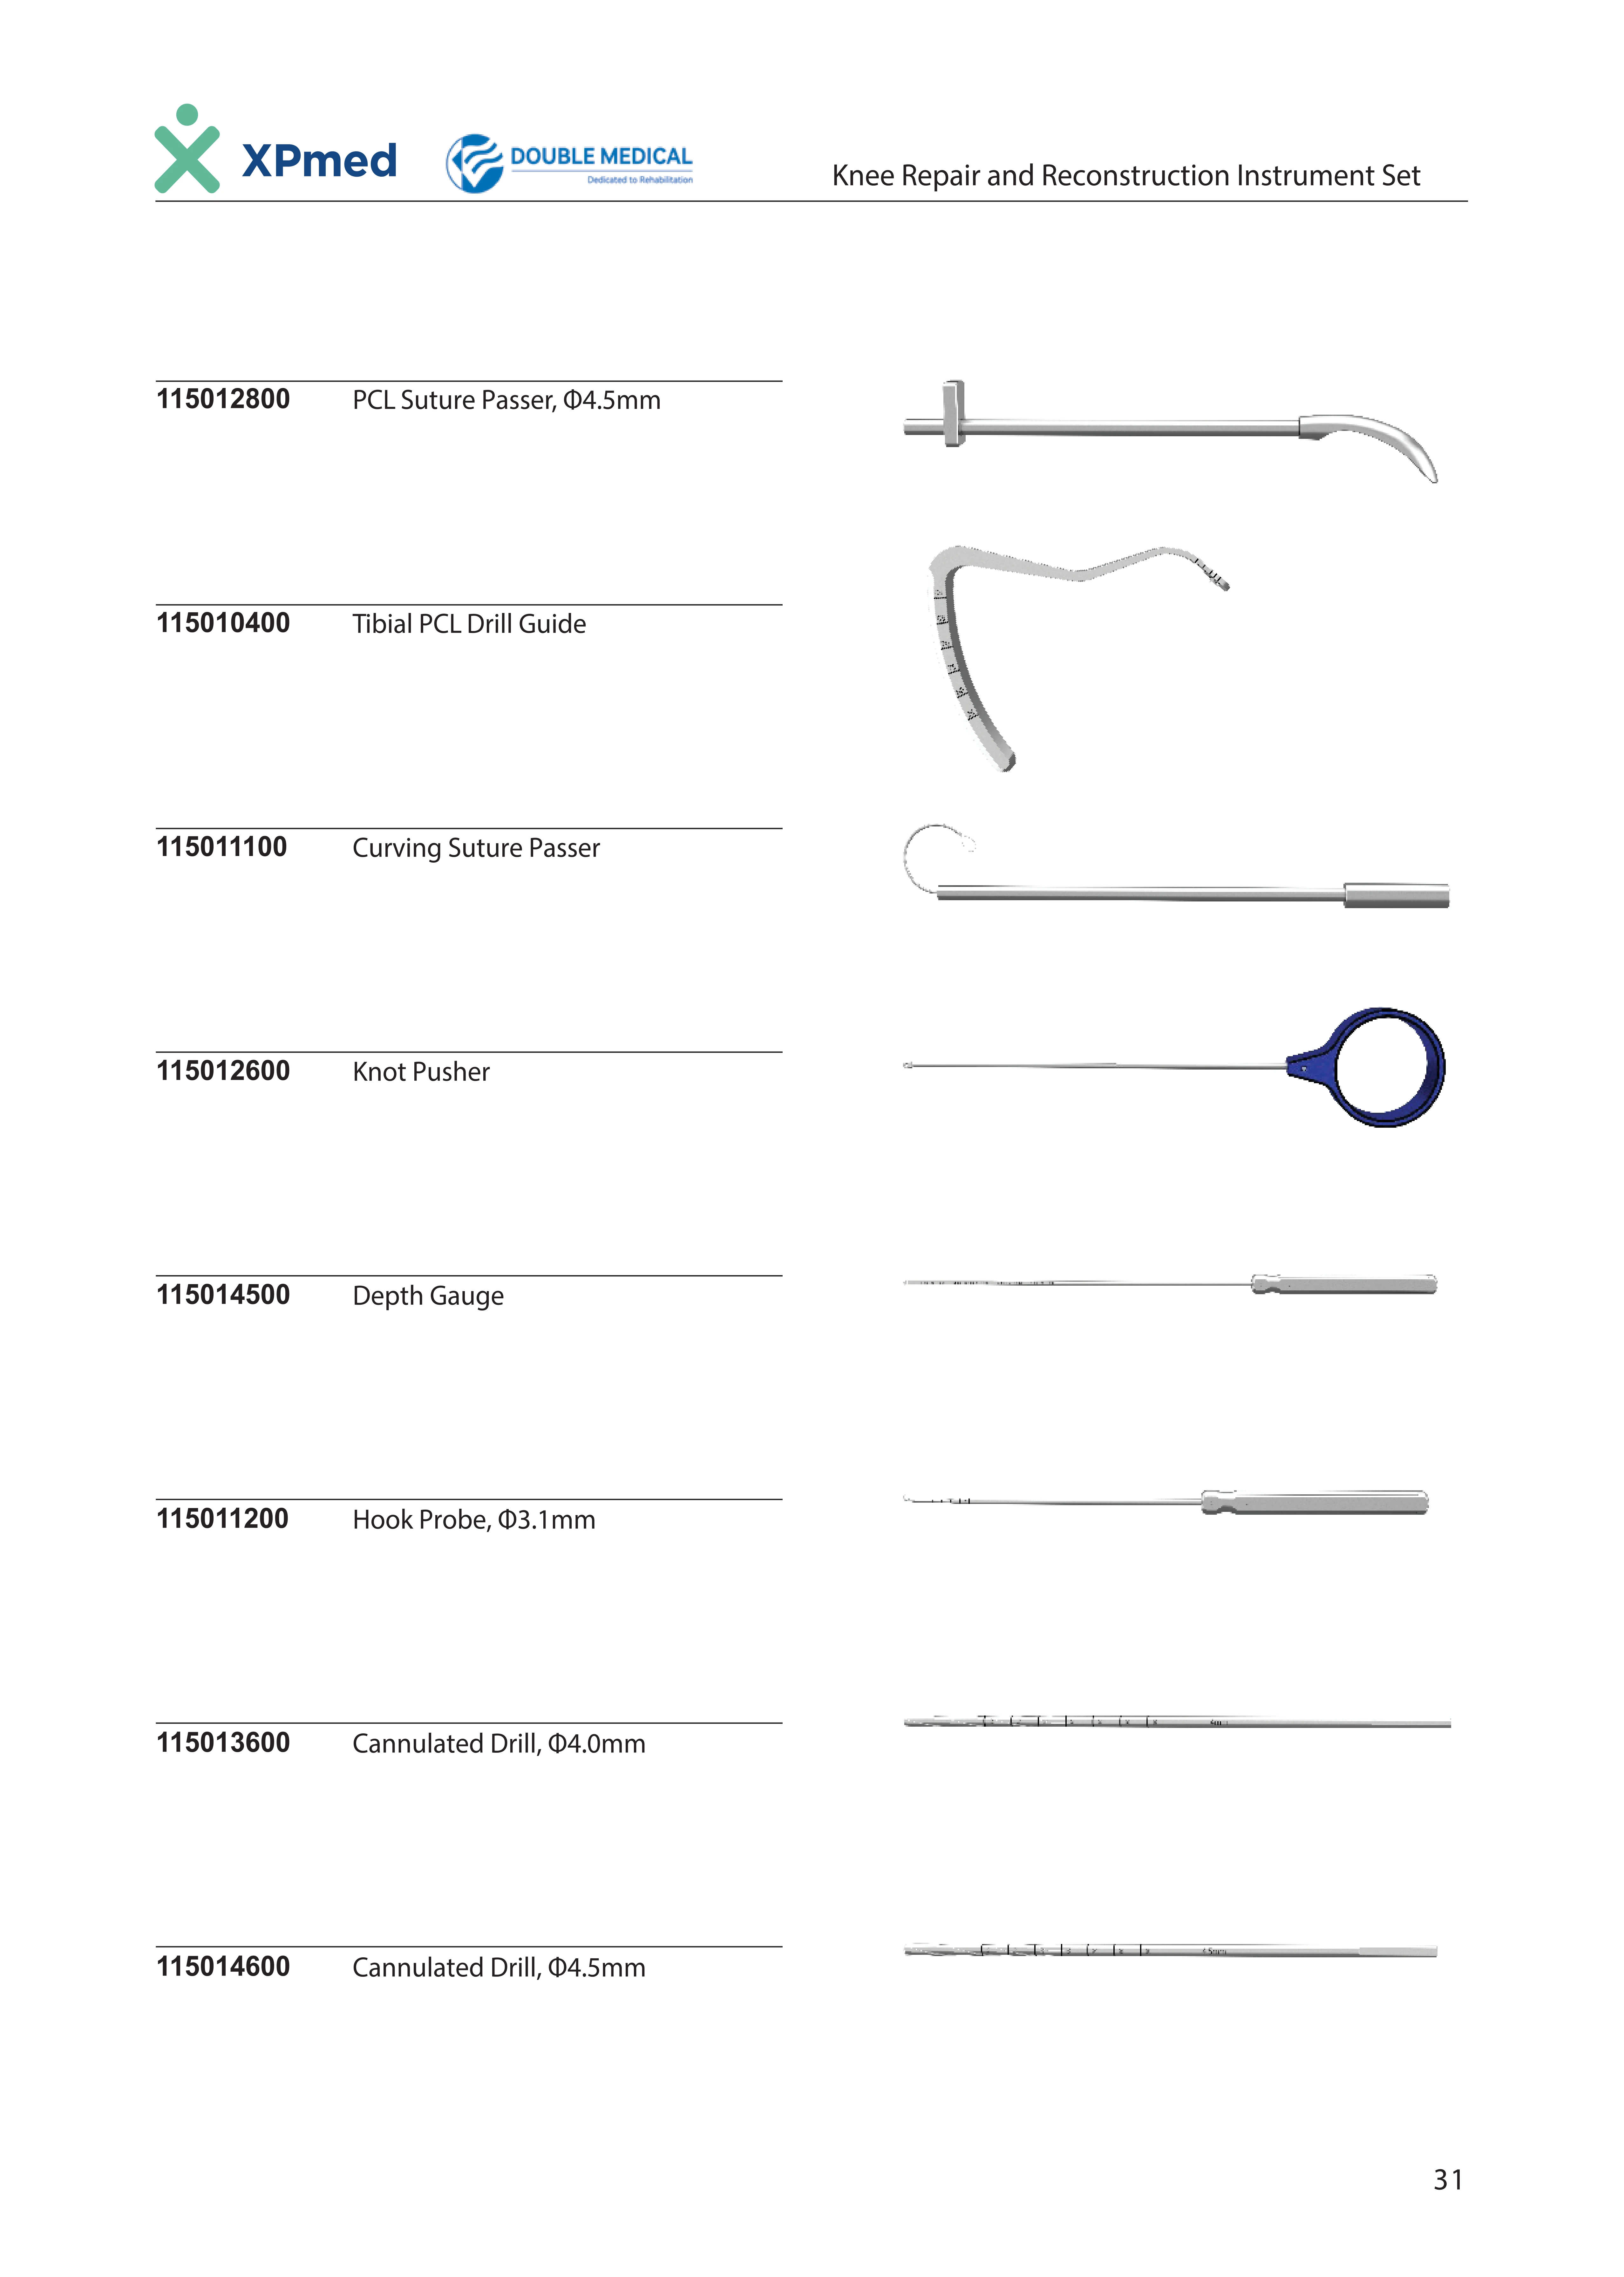 XPmed
DOUBLE MEDICAL
Dedicated to Rehabilitation
Knee Repair and Reconstruction Instrument Set
115012800 PCL Suture Passer, Φ4.5mm
115010400 Tibial PCL Drill Guide
115011100 Curving Suture Passer
115012600 Knot Pusher
115014500 Depth Gauge
115011200 Hook Probe, Φ3.1mm
115013600 Cannulated Drill, Φ4.0mm
115014600 Cannulated Drill, Φ4.5mm
31